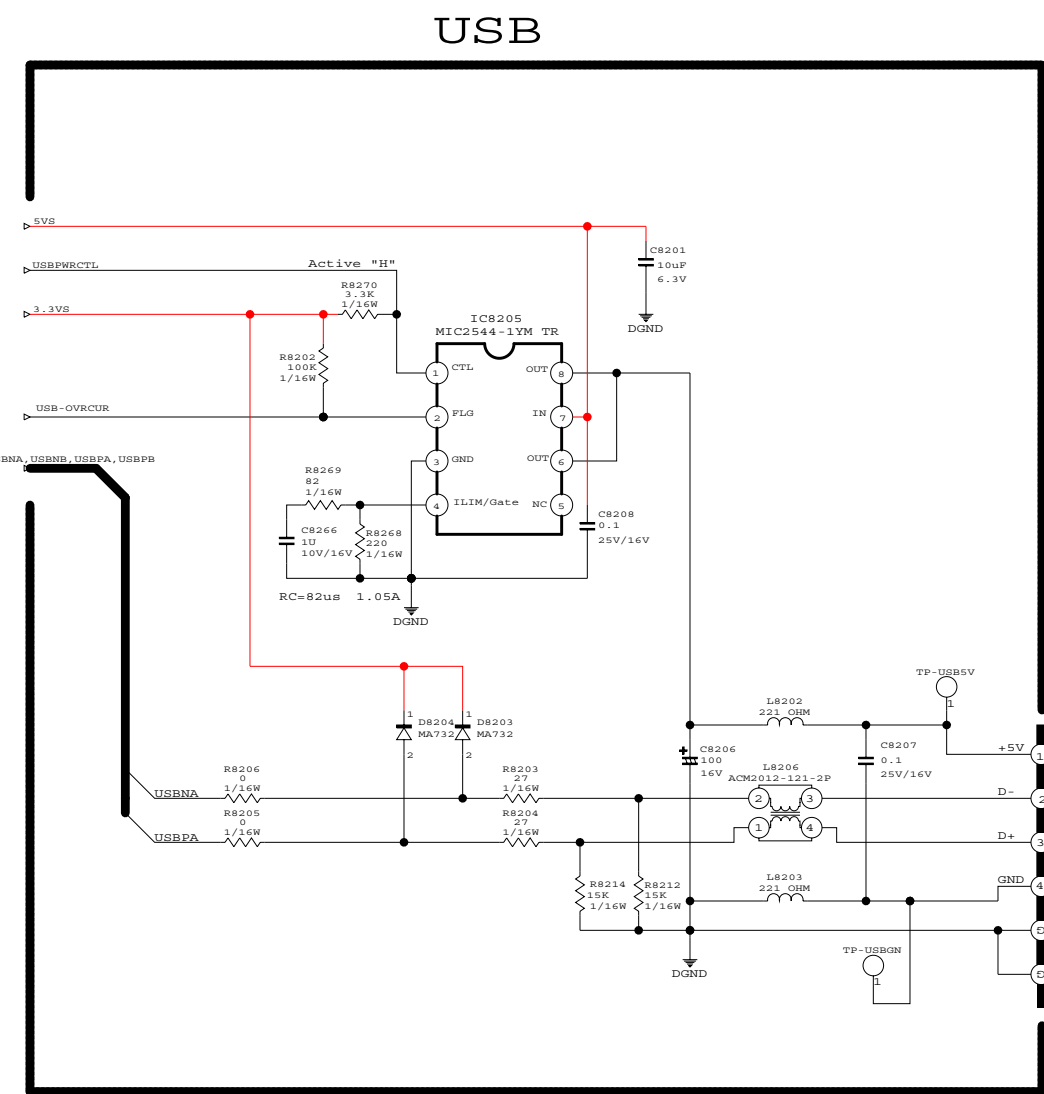 USB
5VS
USBPWRCTL
Active "H"
3.3VS
R8270
3.3K
1/16W
C8201
10uF
6.3V
DGND
IC8205
MIC2544-1YM TR
R8202
100K
1/16W
1 CTL
OUT 8
USB-OVRCUR
2 FLG
IN 7
BNA,USBNB,USBPA,USBPB
3 GND
OUT 6
R8269
82
1/16W
4 ILIM/Gate
NC 5
C8266
1U
10V/16V
R8268
220
1/16W
C8208
0.1
25V/16V
RC=82us 1.05A
DGND
TP-USB5V
1
L8202
221 OHM
1
D8204
MA732
2
1
D8203
MA732
2
C8206
100
16V
C8207
0.1
25V/16V
+5V 1
L8206
ACM2012-121-2P
2 3
1 4
R8206
0
1/16W
USBNA
R8203
27
1/16W
D- 2
R8205
0
1/16W
USBPA
R8204
27
1/16W
D+ 3
R8214
15K
1/16W
R8212
15K
1/16W
L8203
221 OHM
GND 4
DGND
TP-USBGN
1